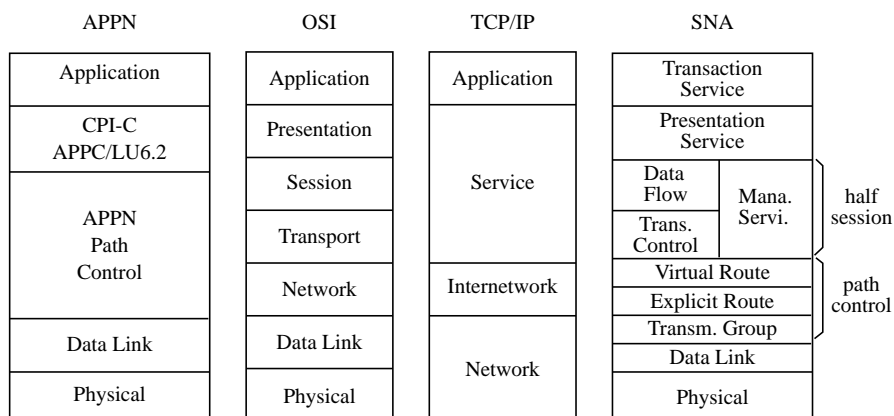 APPN
OSI
TCP/IP
SNA
Application
CPI-C
APPC/LU6.2
APPN
Path
Control
Data Link
Physical
Application
Presentation
Session
Transport
Network
Data Link
Physical
Application
Service
Internetwork
Network
Transaction
Service
Presentation
Service
Data
Flow
Trans.
Control
Mana.
Servi.
half
session
Virtual Route
Explicit Route
Transm. Group
path
control
Data Link
Physical